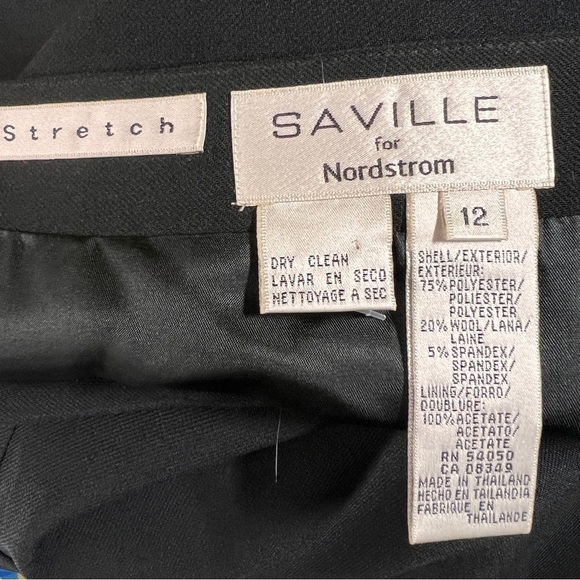 Stretch
SAVILLE
for
Nordstrom
12
DRY CLEAN
LAVAR EN SECO
NETTOYAGE A SEC
SHELL/EXTERIOR/
EXTERIEUR:
75%POLYESTER/
POLIESTER/
POLYESTER
20%WOOL/LANA/
LAINE
5%SPANDEX/
SPANDEX/
SPANDEX
LINING/FORRO/
DOUBLURE:
100%ACETATE/
ACETATO/
ACETATE
RN 54050
CA 08349
MADE IN THAILAND
HECHO EN TAILANDIA
FABRIQUE EN
THAILANDE